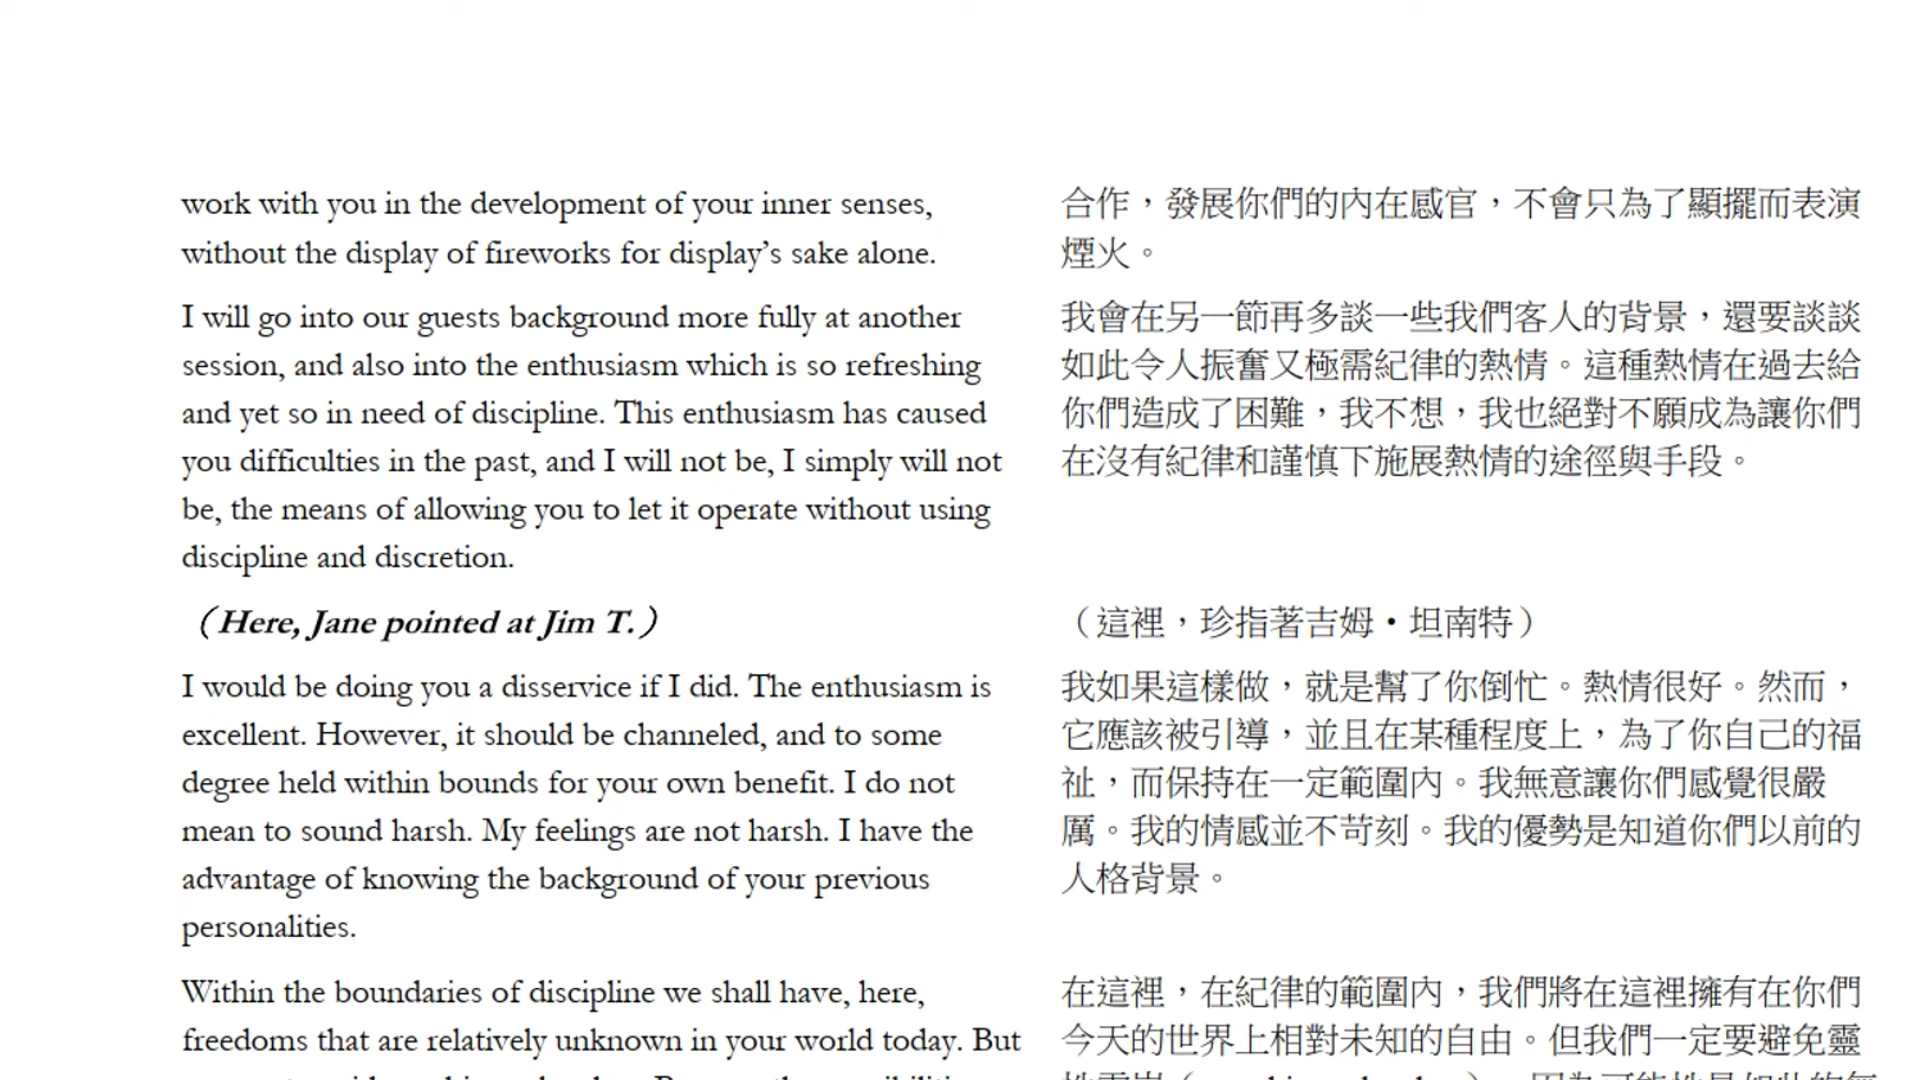 work with you in the development of your inner senses,
without the display of fireworks for display’s sake alone.
I will go into our guests background more fully at another
session, and also into the enthusiasm which is so refreshing
and yet so in need of discipline. This enthusiasm has caused
you difficulties in the past, and I will not be, I simply will not
be, the means of allowing you to let it operate without using
discipline and discretion.
（Here, Jane pointed at Jim T.）
I would be doing you a disservice if I did. The enthusiasm is
excellent. However, it should be channeled, and to some
degree held within bounds for your own benefit. I do not
mean to sound harsh. My feelings are not harsh. I have the
advantage of knowing the background of your previous
personalities.
Within the boundaries of discipline we shall have, here,
freedoms that are relatively unknown in your world today. But
合作，發展你們的內在感官，不會只為了顯擺而表演
煙火。
我會在另一節再多談一些我們客人的背景，還要談談
如此令人振奮又極需紀律的熱情。這種熱情在過去給
你們造成了困難，我不想，我也絕對不願成為讓你們
在沒有紀律和謹慎下施展熱情的途徑與手段。
（這裡，珍指著吉姆•坦南特）
我如果這樣做，就是幫了你倒忙。熱情很好。然而，
它應該被引導，並且在某種程度上，為了你自己的福
祉，而保持在一定範圍內。我無意讓你們感覺很嚴
厲。我的情感並不苛刻。我的優勢是知道你們以前的
人格背景。
在這裡，在紀律的範圍內，我們將在這裡擁有在你們
今天的世界上相對未知的自由。但我們一定要避免靈